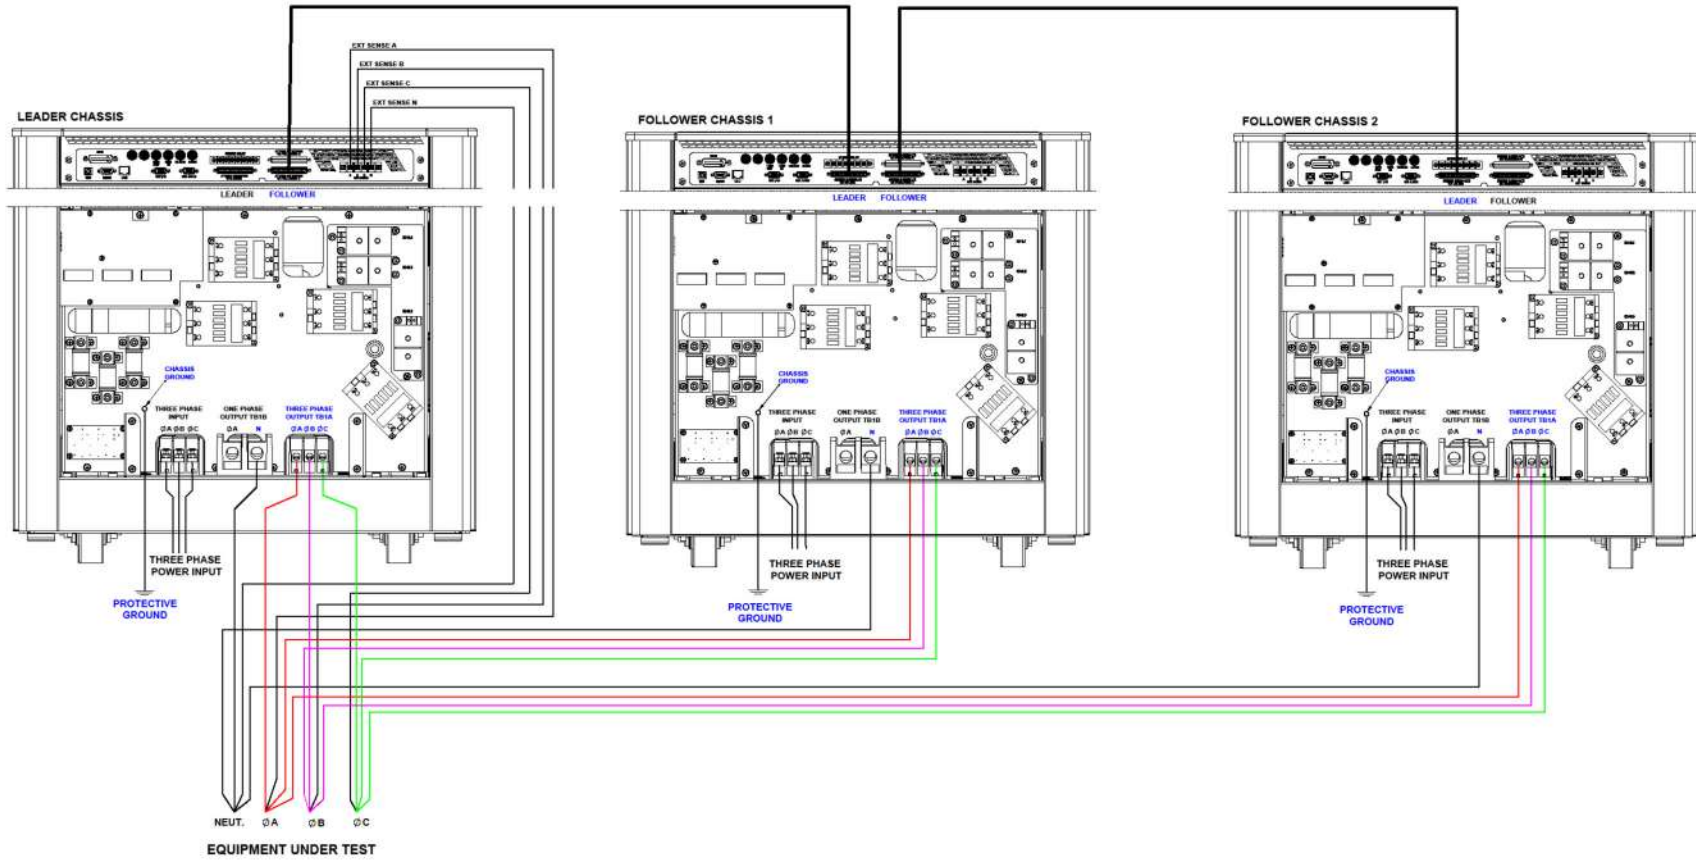 EXT SENSE A
EXT SENSE B
EXT SENSE C
EXT SENSE N
LEADER CHASSIS
FOLLOWER CHASSIS 1
FOLLOWER CHASSIS 2
LEADER FOLLOWER
LEADER FOLLOWER
LEADER FOLLOWER
CHASSIS
GROUND
THREE PHASE
INPUT
ØA ØB ØC
ONE PHASE
OUTPUT TB1B
ØA N
THREE PHASE
OUTPUT TB1A
ØA ØB ØC
CHASSIS
GROUND
THREE PHASE
INPUT
ØA ØB ØC
ONE PHASE
OUTPUT TB1B
ØA N
THREE PHASE
OUTPUT TB1A
ØA ØB ØC
CHASSIS
GROUND
THREE PHASE
INPUT
ØA ØB ØC
ONE PHASE
OUTPUT TB1B
ØA N
THREE PHASE
OUTPUT TB1A
ØA ØB ØC
THREE PHASE
POWER INPUT
PROTECTIVE
GROUND
THREE PHASE
POWER INPUT
PROTECTIVE
GROUND
THREE PHASE
POWER INPUT
PROTECTIVE
GROUND
NEUT. ØA ØB ØC
EQUIPMENT UNDER TEST